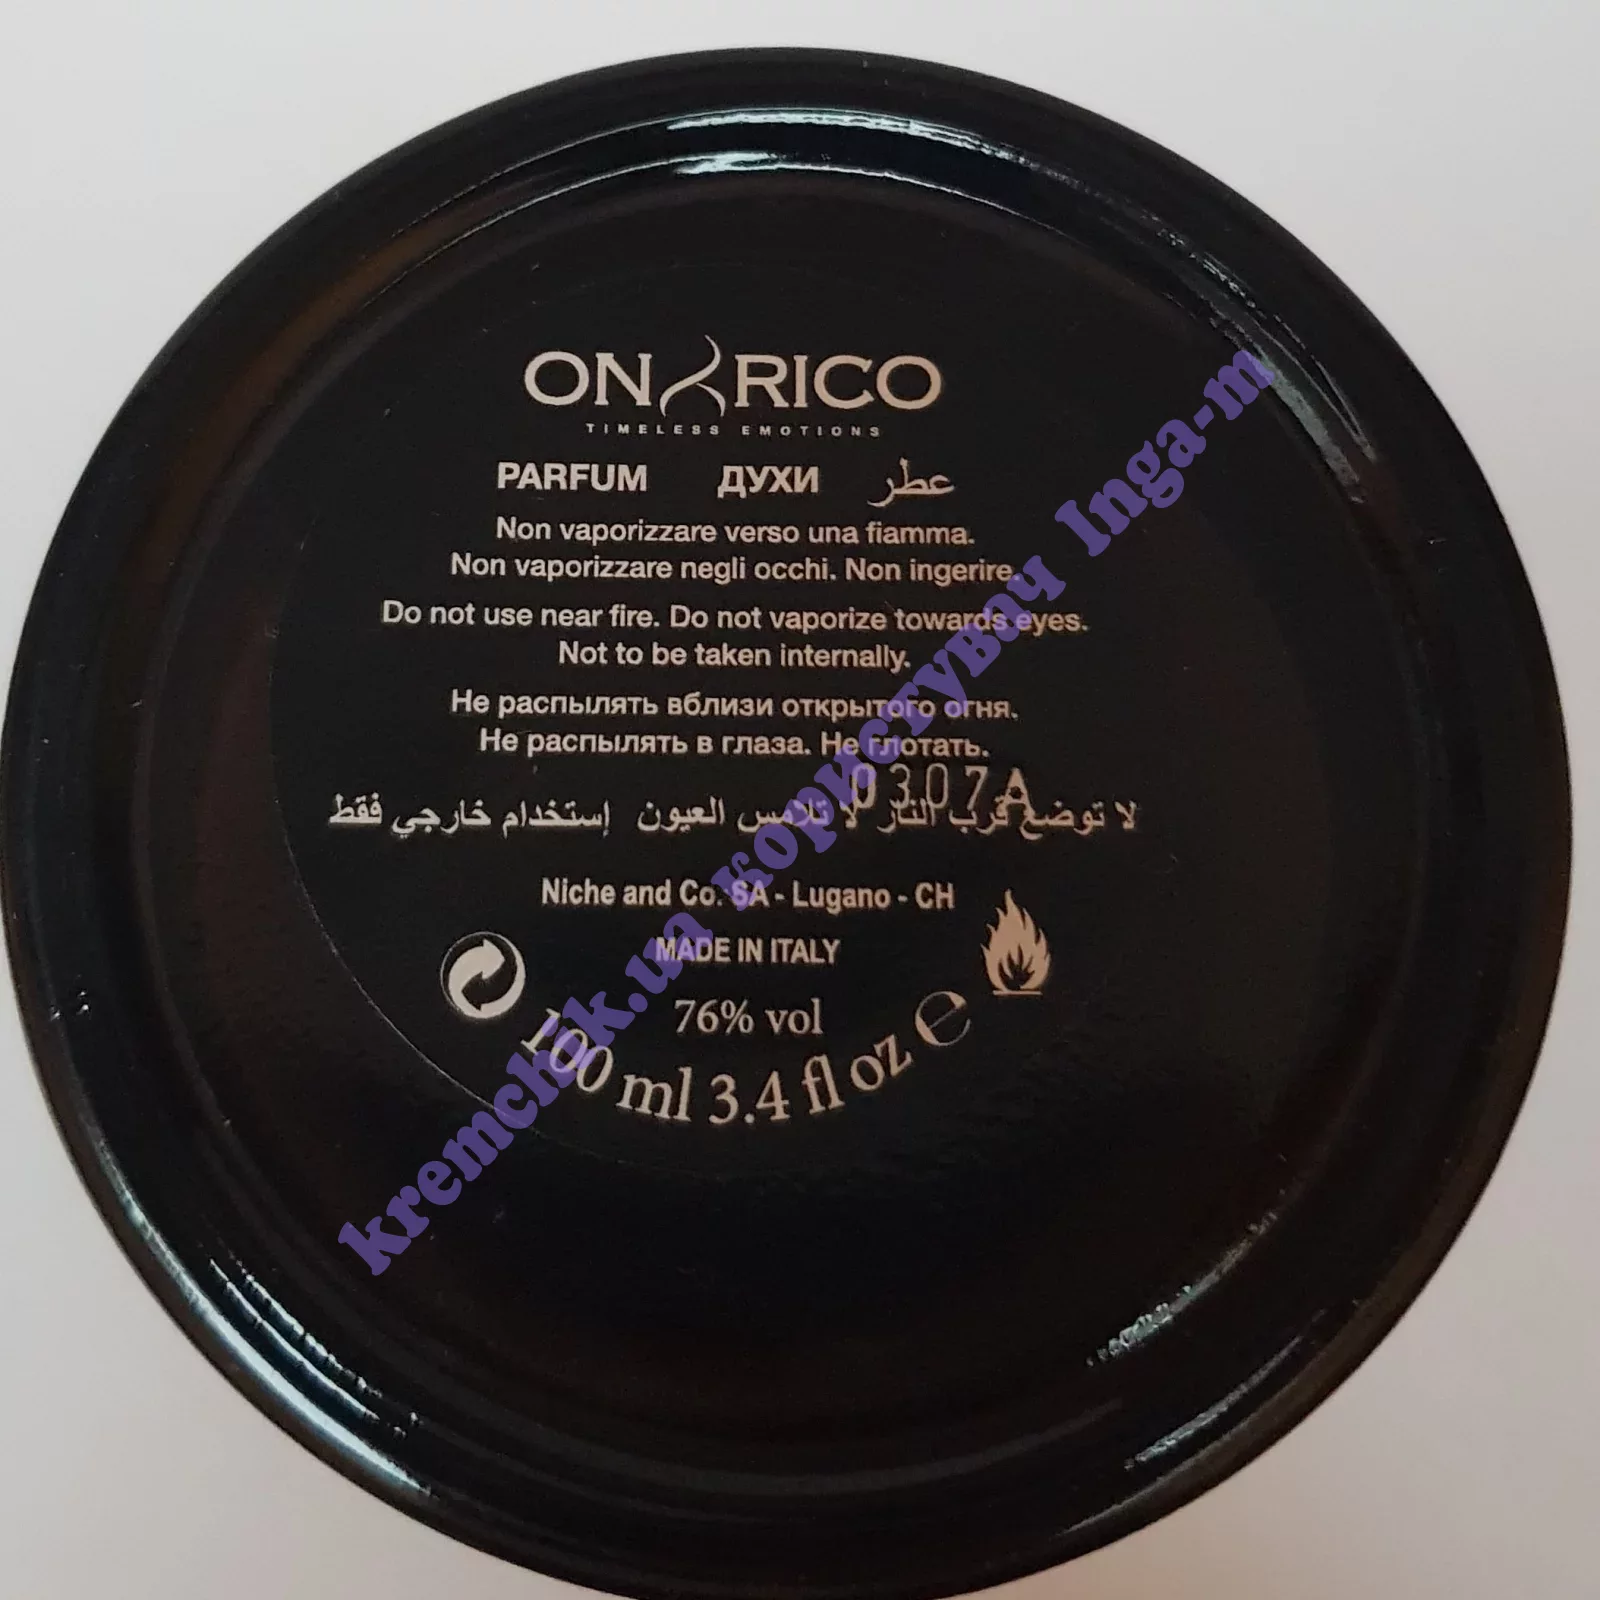 ONYRICO
TIMELESS EMOTIONS
PARFUM ДУХИ عطر
Non vaporizzare verso una fiamma.
Non vaporizzare negli occhi. Non ingerire.
Do not use near fire. Do not vaporize towards eyes.
Not to be taken internally.
Не распылять вблизи открытого огня.
Не распылять в глаза. Не глотать.
0307A
لا توضع قرب النار لا تلامس العيون إستخدام خارجي فقط
Niche and Co. SA - Lugano - CH
MADE IN ITALY
76% vol
100 ml 3.4 fl oz e
kremchik.ua користувач Inga-m